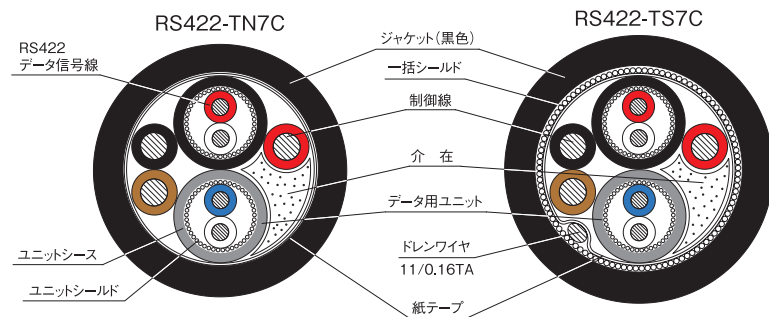 RS422-TN7C
RS422-TS7C
RS422
データ信号線
ジャケット(黒色)
一括シールド
制御線
介 在
データ用ユニット
ユニットシース
ドレンワイヤ
11/0.16TA
ユニットシールド
紙テープ